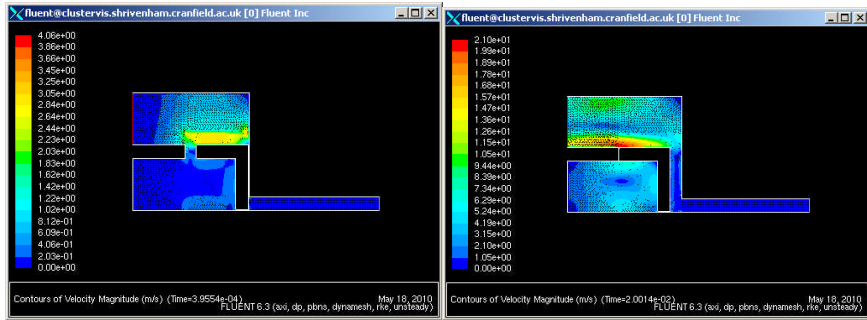 fluent@clustervis.shrivenham.cranfield.ac.uk [0] Fluent Inc
4.06e+00
3.86e+00
3.66e+00
3.45e+00
3.25e+00
3.05e+00
2.84e+00
2.64e+00
2.44e+00
2.23e+00
2.03e+00
1.83e+00
1.62e+00
1.42e+00
1.22e+00
1.02e+00
8.12e-01
6.09e-01
4.06e-01
2.03e-01
0.00e+00
Contours of Velocity Magnitude (m/s) (Time=3.9554e-04)
May 18, 2010
FLUENT 6.3 (axi, dp, pbns, dynamesh, rke, unsteady)
fluent@clustervis.shrivenham.cranfield.ac.uk [0] Fluent Inc
2.10e+01
1.99e+01
1.89e+01
1.78e+01
1.68e+01
1.57e+01
1.47e+01
1.36e+01
1.26e+01
1.15e+01
1.05e+01
9.44e+00
8.39e+00
7.34e+00
6.29e+00
5.24e+00
4.19e+00
3.15e+00
2.10e+00
1.05e+00
0.00e+00
Contours of Velocity Magnitude (m/s) (Time=2.0014e-02)
May 18, 2010
FLUENT 6.3 (axi, dp, pbns, dynamesh, rke, unsteady)